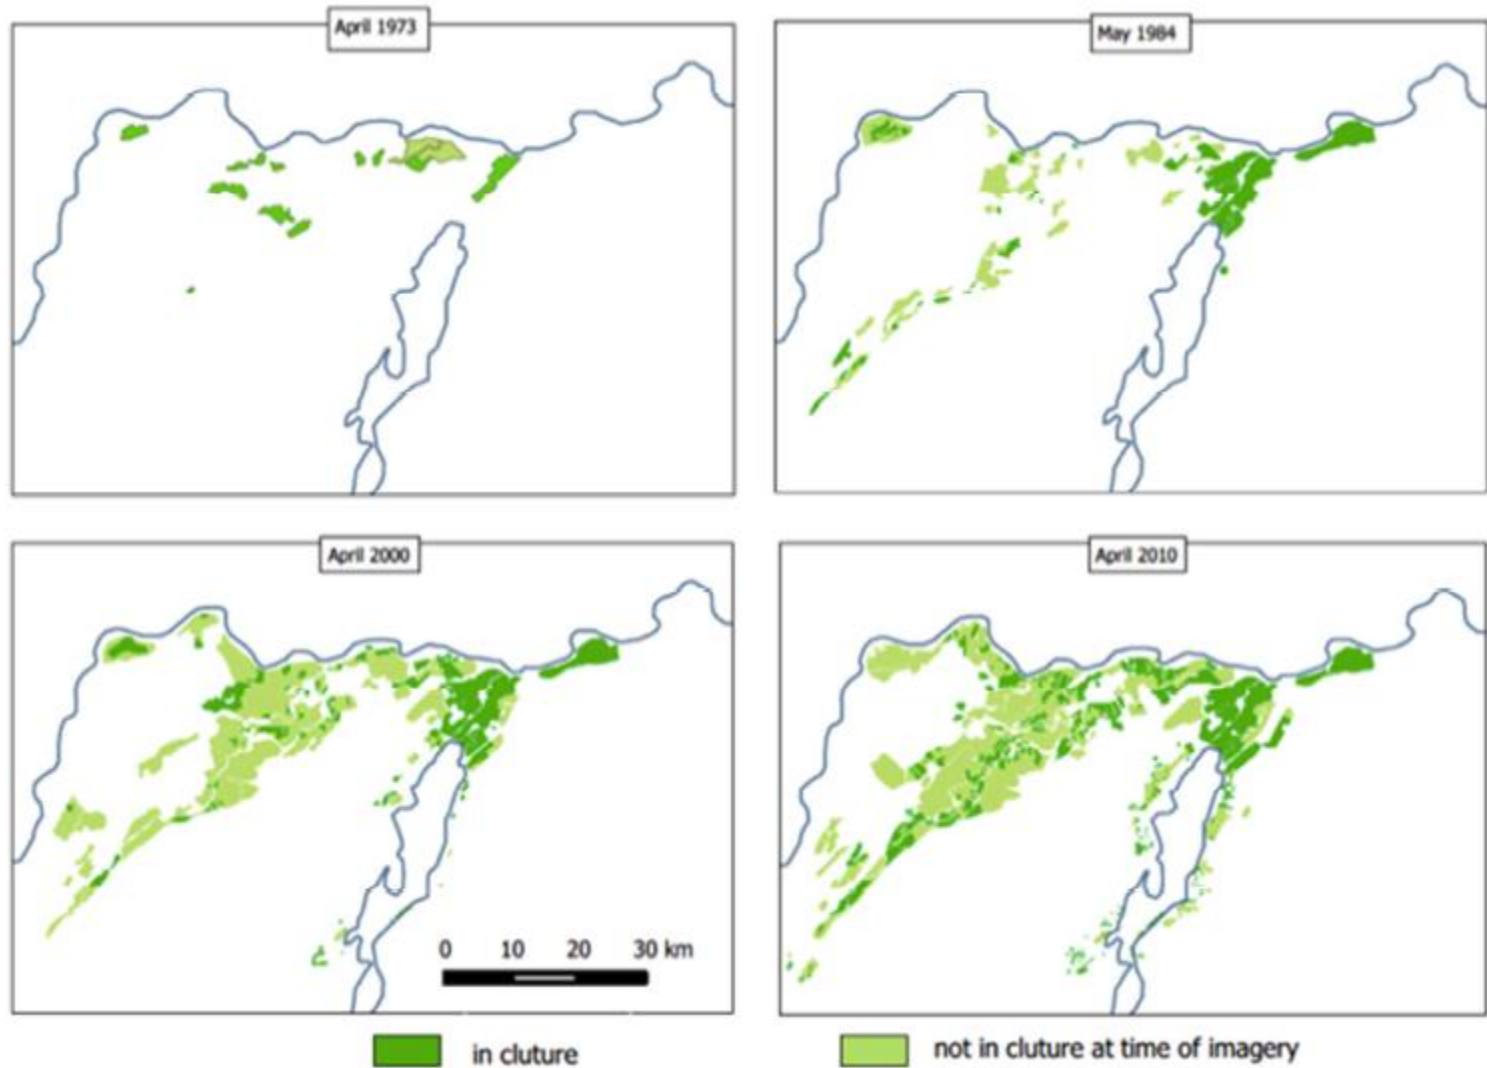 April 1973
May 1984
April 2000
April 2010
0 10 20 30 km
in cluture
not in cluture at time of imagery